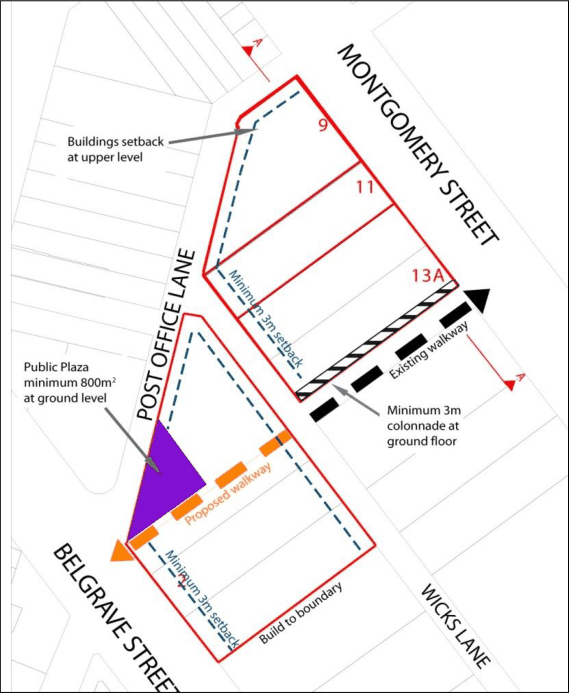 A
MONTGOMERY STREET
9
Buildings setback
at upper level
11
13A
Minimum 3m setback
POST OFFICE LANE
Existing walkway
A
Public Plaza
minimum 800m²
at ground level
Minimum 3m
colonnade at
ground floor
Proposed walkway
BELGRAVE STREET
Minimum 3m setback
2
Build to boundary
WICKS LANE